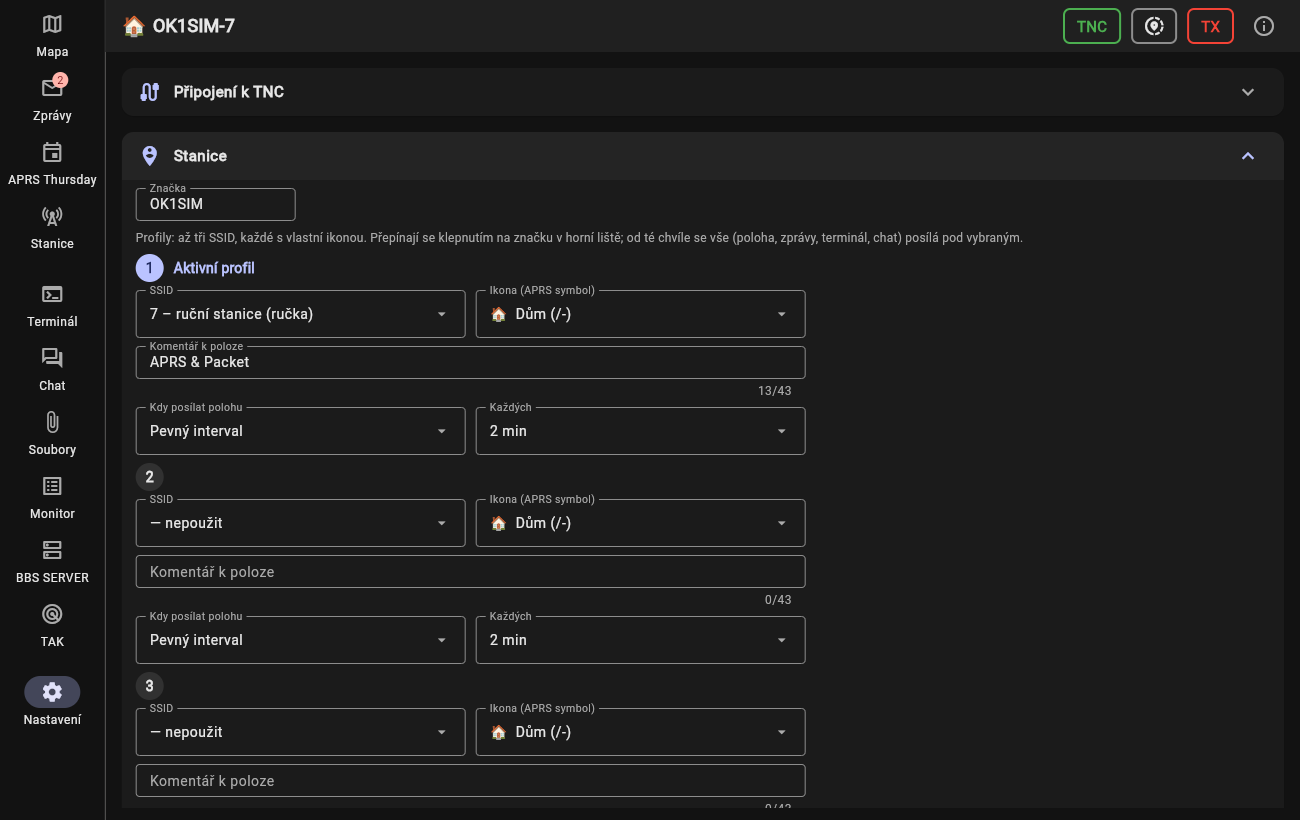 Mapa
2
Zprávy
APRS Thursday
Stanice
Terminál
Chat
Soubory
Monitor
BBS SERVER
TAK
Nastavení
OK1SIM-7
TNC
TX
Připojení k TNC
Stanice
Značka
OK1SIM
Profily: až tři SSID, každé s vlastní ikonou. Přepínají se klepnutím na značku v horní liště; od té chvíle se vše (poloha, zprávy, terminál, chat) posílá pod vybraným.
1 Aktivní profil
SSID Ikona (APRS symbol)
7 – ruční stanice (ručka) Dům (/-)
Komentář k poloze
APRS & Packet
13/43
Kdy posílat polohu Každých
Pevný interval 2 min
2
SSID Ikona (APRS symbol)
— nepoužit Dům (/-)
Komentář k poloze
0/43
Kdy posílat polohu Každých
Pevný interval 2 min
3
SSID Ikona (APRS symbol)
— nepoužit Dům (/-)
Komentář k poloze
0/43